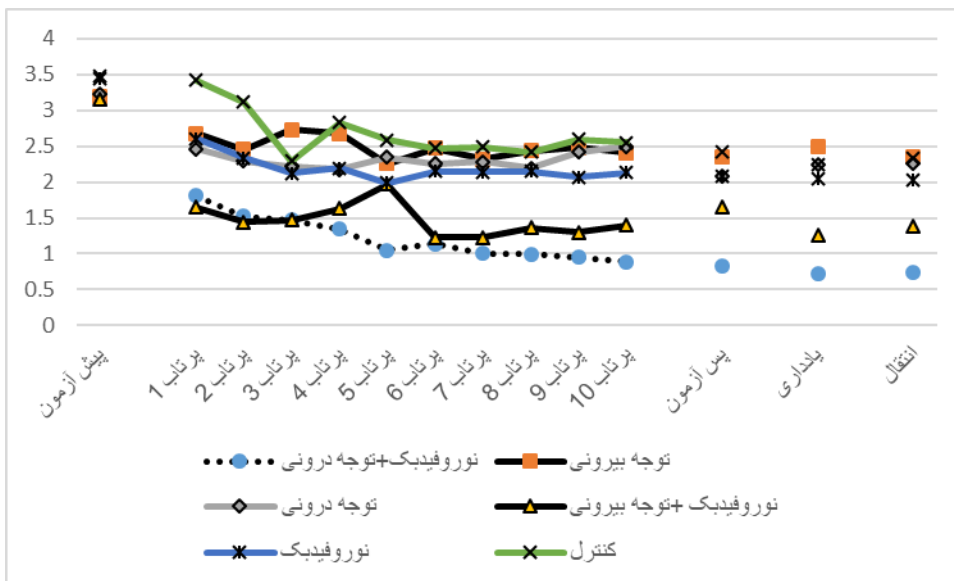 4
3.5
3
2.5
2
1.5
1
0.5
0
پیش آزمون
پرتاب 1
پرتاب 2
پرتاب 3
پرتاب 4
پرتاب 5
پرتاب 6
پرتاب 7
پرتاب 8
پرتاب 9
پرتاب 10
پس آزمون
یادداری
انتقال
نوروفیدبک+توجه درونی
توجه بیرونی
توجه درونی
نوروفیدبک +توجه بیرونی
نوروفیدبک
کنترل